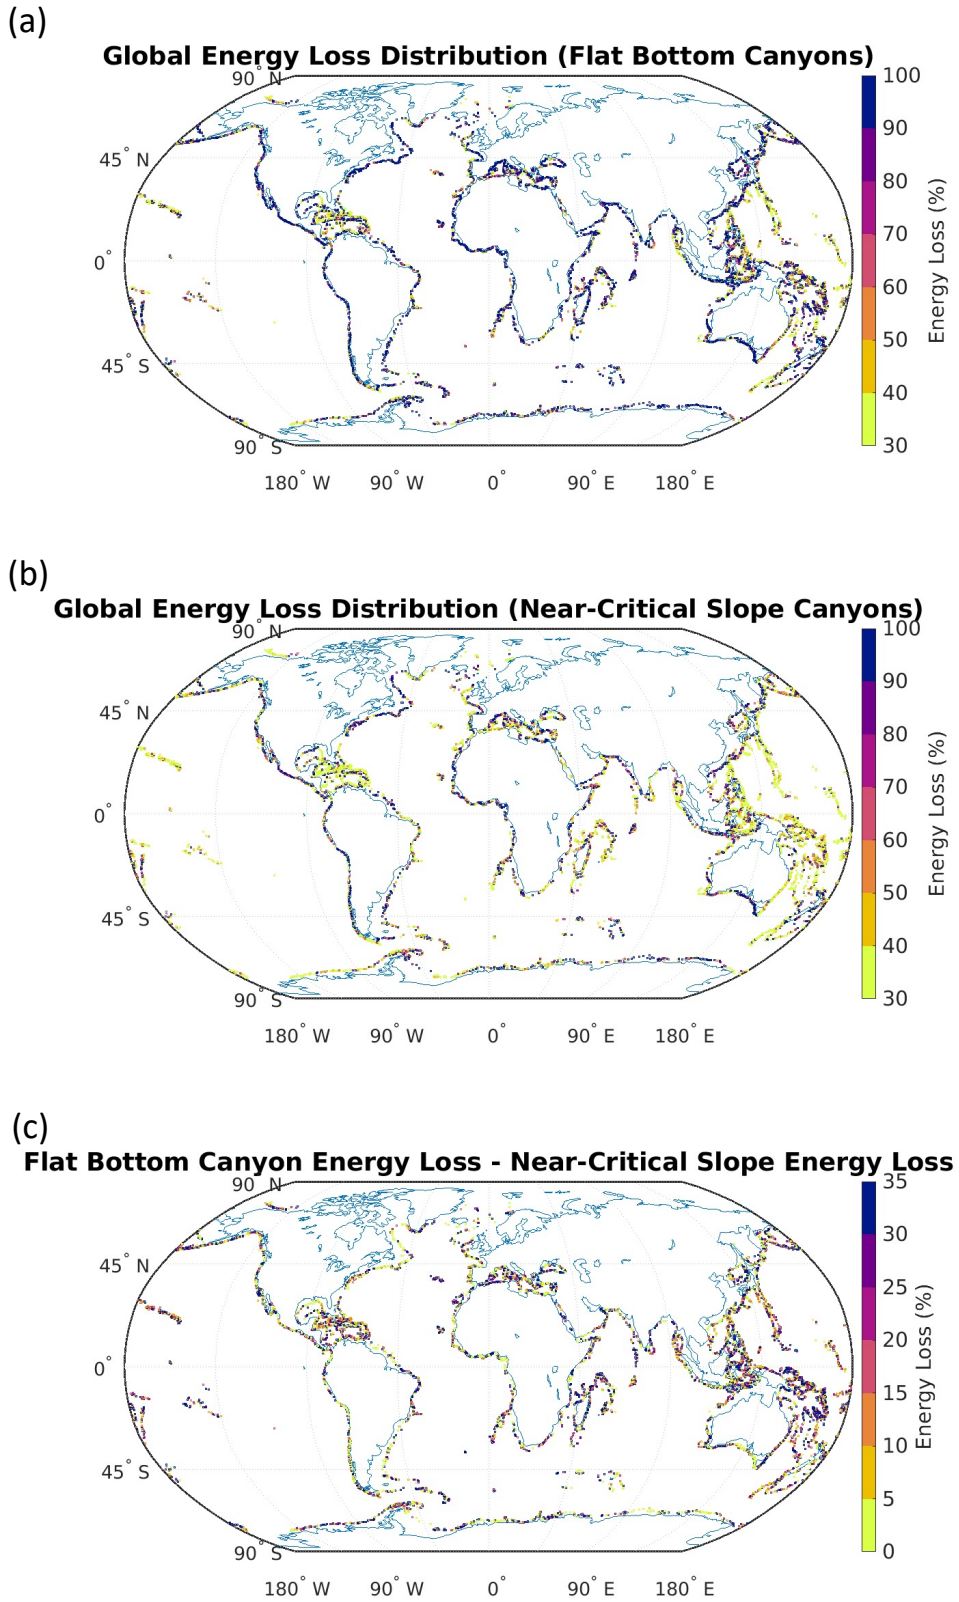 (a)
Global Energy Loss Distribution (Flat Bottom Canyons)
90° N
45° N
0°
45° S
90° S
180° W 90° W 0° 90° E 180° E
100
90
80
70
60
50
40
30
Energy Loss (%)
(b)
Global Energy Loss Distribution (Near-Critical Slope Canyons)
90° N
45° N
0°
45° S
90° S
180° W 90° W 0° 90° E 180° E
100
90
80
70
60
50
40
30
Energy Loss (%)
(c)
Flat Bottom Canyon Energy Loss - Near-Critical Slope Energy Loss
90° N
45° N
0°
45° S
90° S
180° W 90° W 0° 90° E 180° E
35
30
25
20
15
10
5
0
Energy Loss (%)